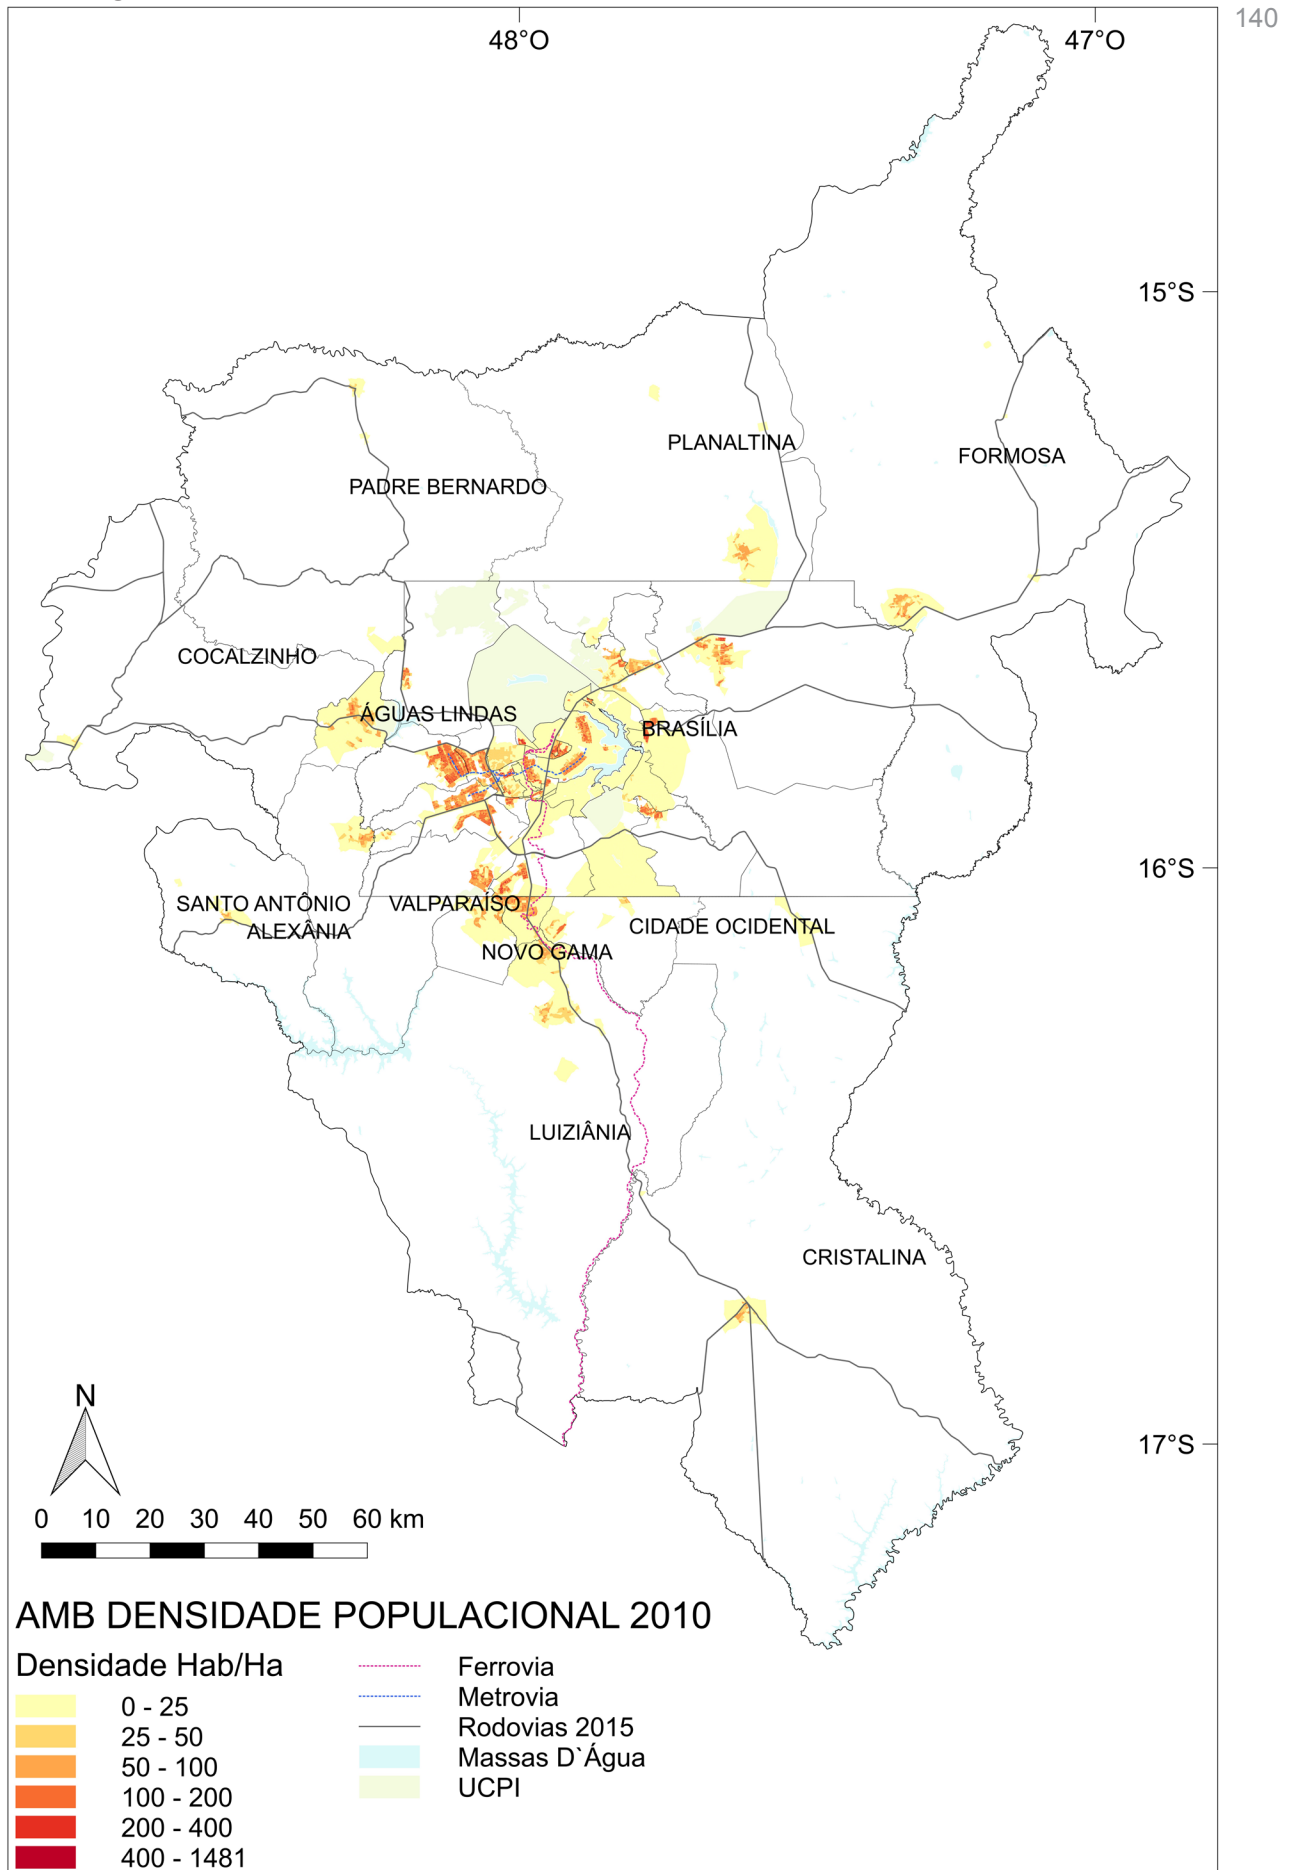 140
48°O
47°O
15°S
PLANALTINA
FORMOSA
PADRE BERNARDO
COCALZINHO
ÁGUAS LINDAS
BRASÍLIA
16°S
SANTO ANTÔNIO
VALPARAÍSO
ALEXÂNIA
CIDADE OCIDENTAL
NOVO GAMA
LUIZIÂNIA
CRISTALINA
N
17°S
0 10 20 30 40 50 60 km
AMB DENSIDADE POPULACIONAL 2010
Densidade Hab/Ha
0 - 25
25 - 50
50 - 100
100 - 200
200 - 400
400 - 1481
Ferrovia
Metrovia
Rodovias 2015
Massas D`Água
UCPI